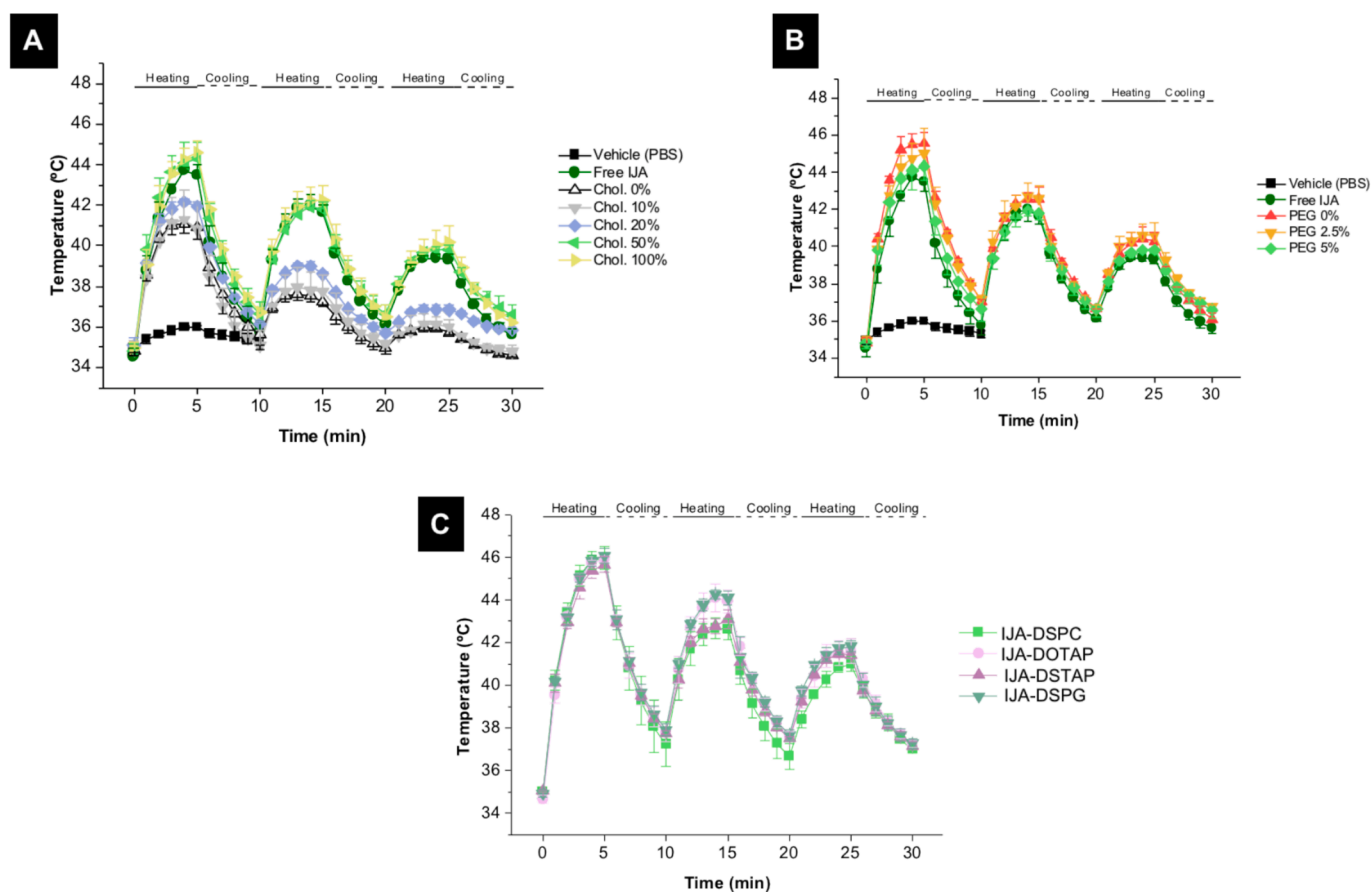 A
Heating Cooling Heating Cooling Heating Cooling
48
46
44
42
40
38
36
34
Temperature (ºC)
0 5 10 15 20 25 30
Time (min)
Vehicle (PBS)
Free IJA
Chol. 0%
Chol. 10%
Chol. 20%
Chol. 50%
Chol. 100%
B
Heating Cooling Heating Cooling Heating Cooling
48
46
44
42
40
38
36
34
Temperature (ºC)
0 5 10 15 20 25 30
Time (min)
Vehicle (PBS)
Free IJA
PEG 0%
PEG 2.5%
PEG 5%
C
Heating Cooling Heating Cooling Heating Cooling
48
46
44
42
40
38
36
34
Temperature (ºC)
0 5 10 15 20 25 30
Time (min)
IJA-DSPC
IJA-DOTAP
IJA-DSTAP
IJA-DSPG